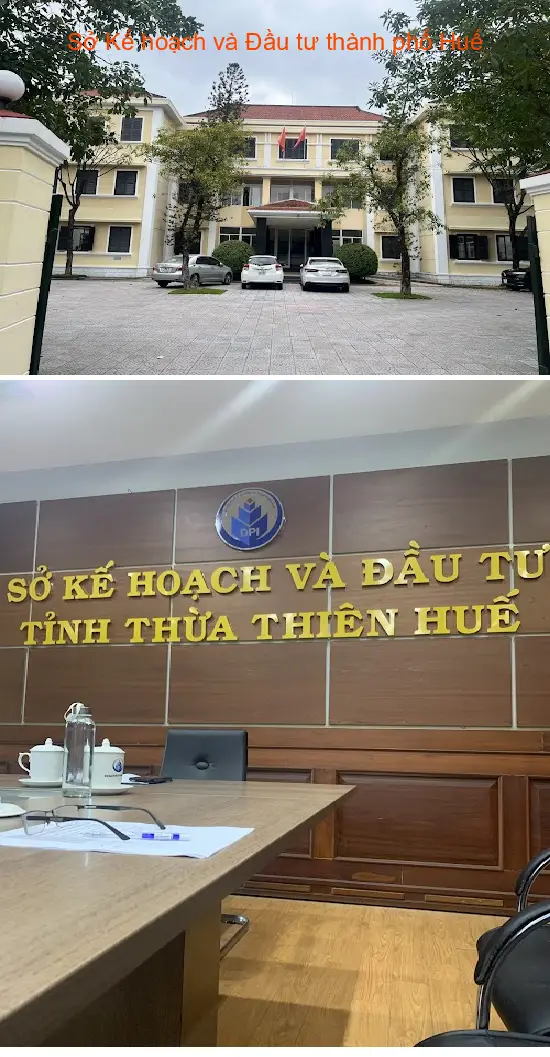 Sở Kế hoạch và Đầu tư thành phố Huế
DPI
SỞ KẾ HOẠCH VÀ ĐẦU TƯ
TỈNH THỪA THIÊN HUẾ